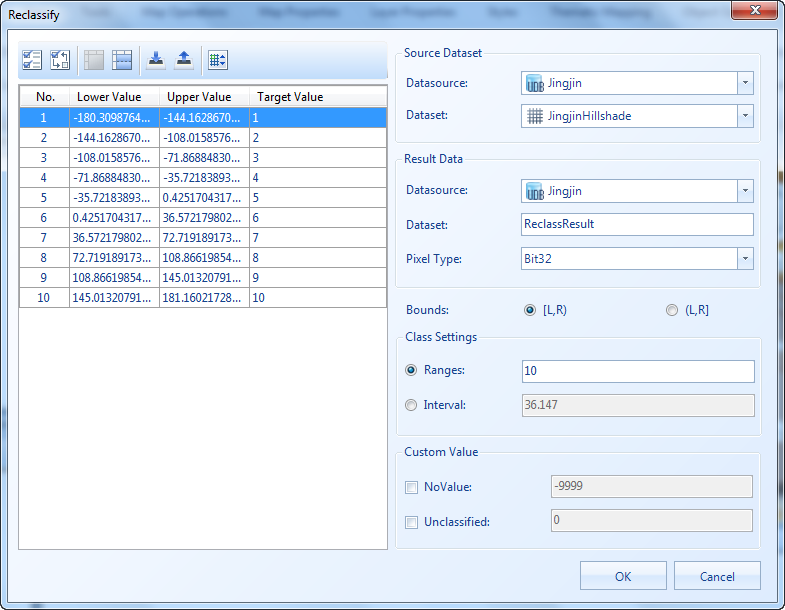 Reclassify
Source Dataset
Datasource: Jingjin
Dataset: JingjinHillshade
Result Data
Datasource: Jingjin
Dataset: ReclassResult
Pixel Type: Bit32
Bounds: [L,R) (L,R]
Class Settings
Ranges: 10
Interval: 36.147
Custom Value
NoValue: -9999
Unclassified: 0
No. Lower Value Upper Value Target Value
1 -180.3098764... -144.1628670... 1
2 -144.1628670... -108.0158576... 2
3 -108.0158576... -71.86884830... 3
4 -71.86884830... -35.72183893... 4
5 -35.72183893... 0.4251704317... 5
6 0.4251704317... 36.572179802... 6
7 36.572179802... 72.719189173... 7
8 72.719189173... 108.86619854... 8
9 108.86619854... 145.01320791... 9
10 145.01320791... 181.16021728... 10
OK Cancel